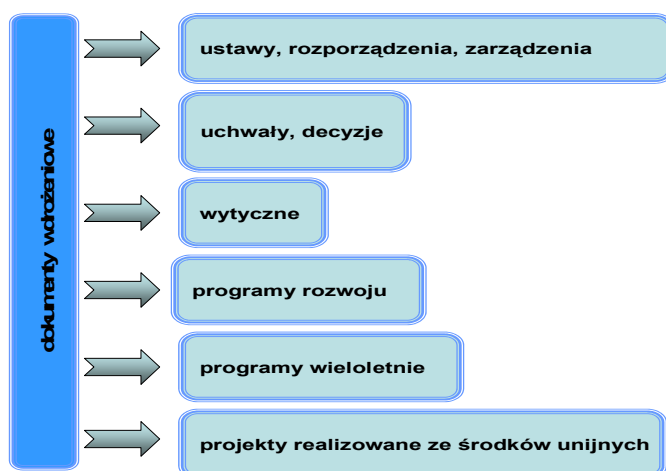 dokumenty wdrożeniowe
ustawy, rozporządzenia, zarządzenia
uchwały, decyzje
wytyczne
programy rozwoju
programy wieloletnie
projekty realizowane ze środków unijnych